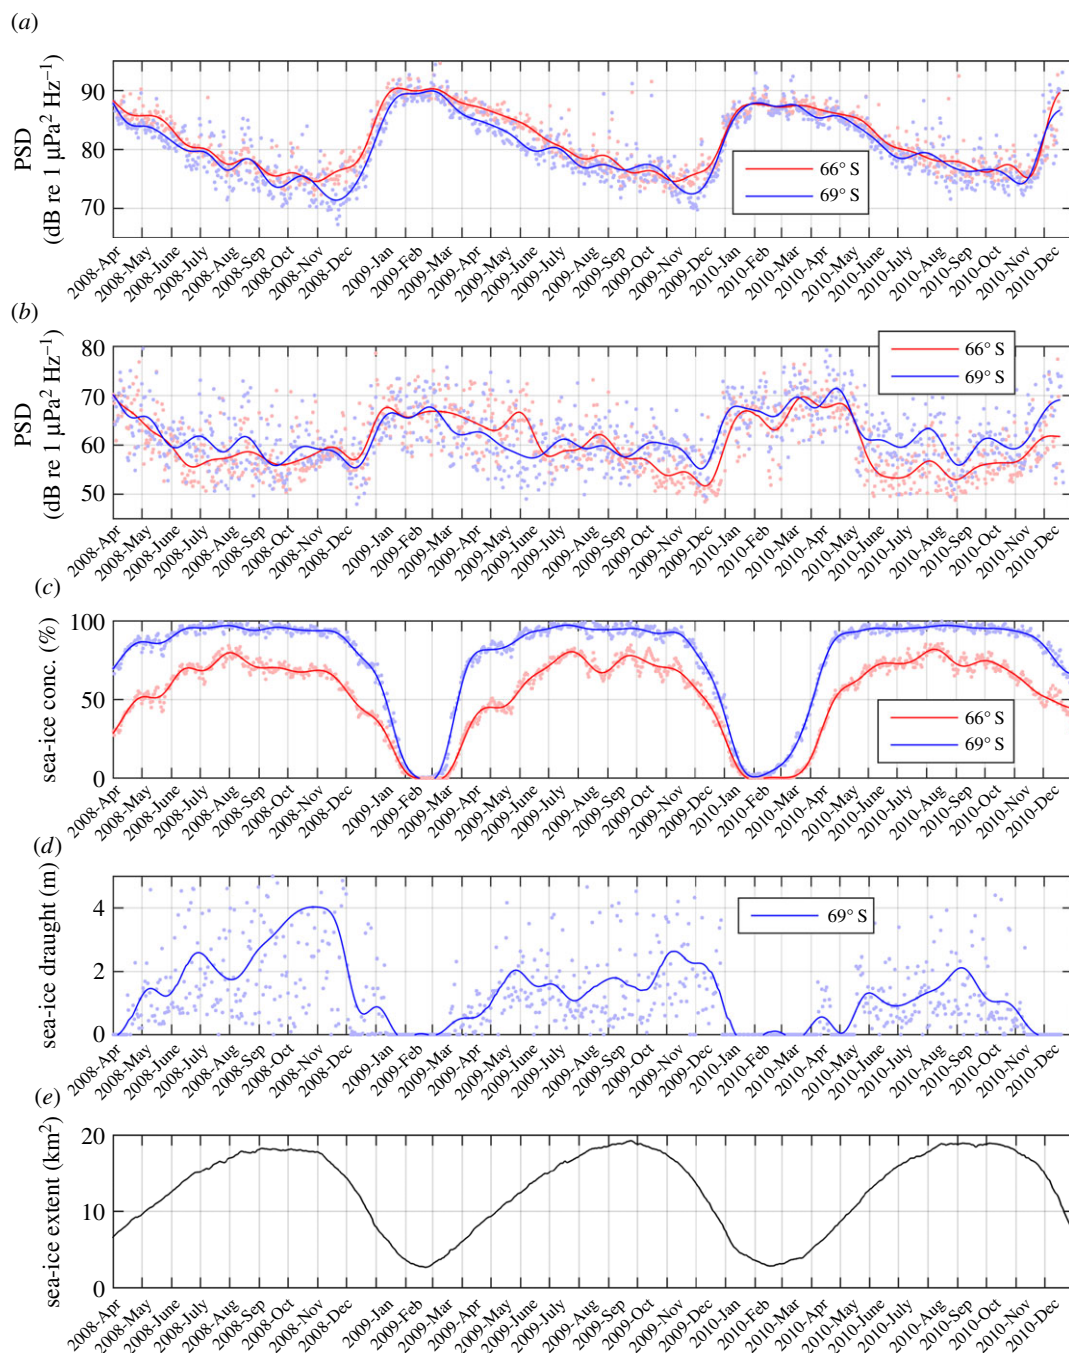 (a)
PSD
(dB re 1 µPa² Hz⁻¹)
90
80
70
66° S
69° S
2008-Apr
2008-May
2008-June
2008-July
2008-Aug
2008-Sep
2008-Oct
2008-Nov
2008-Dec
2009-Jan
2009-Feb
2009-Mar
2009-Apr
2009-May
2009-June
2009-July
2009-Aug
2009-Sep
2009-Oct
2009-Nov
2009-Dec
2010-Jan
2010-Feb
2010-Mar
2010-Apr
2010-May
2010-June
2010-July
2010-Aug
2010-Sep
2010-Oct
2010-Nov
2010-Dec
(b)
PSD
(dB re 1 µPa² Hz⁻¹)
80
70
60
50
66° S
69° S
2008-Apr
2008-May
2008-June
2008-July
2008-Aug
2008-Sep
2008-Oct
2008-Nov
2008-Dec
2009-Jan
2009-Feb
2009-Mar
2009-Apr
2009-May
2009-June
2009-July
2009-Aug
2009-Sep
2009-Oct
2009-Nov
2009-Dec
2010-Jan
2010-Feb
2010-Mar
2010-Apr
2010-May
2010-June
2010-July
2010-Aug
2010-Sep
2010-Oct
2010-Nov
2010-Dec
(c)
sea-ice conc. (%)
100
50
0
66° S
69° S
2008-Apr
2008-May
2008-June
2008-July
2008-Aug
2008-Sep
2008-Oct
2008-Nov
2008-Dec
2009-Jan
2009-Feb
2009-Mar
2009-Apr
2009-May
2009-June
2009-July
2009-Aug
2009-Sep
2009-Oct
2009-Nov
2009-Dec
2010-Jan
2010-Feb
2010-Mar
2010-Apr
2010-May
2010-June
2010-July
2010-Aug
2010-Sep
2010-Oct
2010-Nov
2010-Dec
(d)
sea-ice draught (m)
4
2
0
69° S
2008-Apr
2008-May
2008-June
2008-July
2008-Aug
2008-Sep
2008-Oct
2008-Nov
2008-Dec
2009-Jan
2009-Feb
2009-Mar
2009-Apr
2009-May
2009-June
2009-July
2009-Aug
2009-Sep
2009-Oct
2009-Nov
2009-Dec
2010-Jan
2010-Feb
2010-Mar
2010-Apr
2010-May
2010-June
2010-July
2010-Aug
2010-Sep
2010-Oct
2010-Nov
2010-Dec
(e)
sea-ice extent (km²)
20
10
0
2008-Apr
2008-May
2008-June
2008-July
2008-Aug
2008-Sep
2008-Oct
2008-Nov
2008-Dec
2009-Jan
2009-Feb
2009-Mar
2009-Apr
2009-May
2009-June
2009-July
2009-Aug
2009-Sep
2009-Oct
2009-Nov
2009-Dec
2010-Jan
2010-Feb
2010-Mar
2010-Apr
2010-May
2010-June
2010-July
2010-Aug
2010-Sep
2010-Oct
2010-Nov
2010-Dec